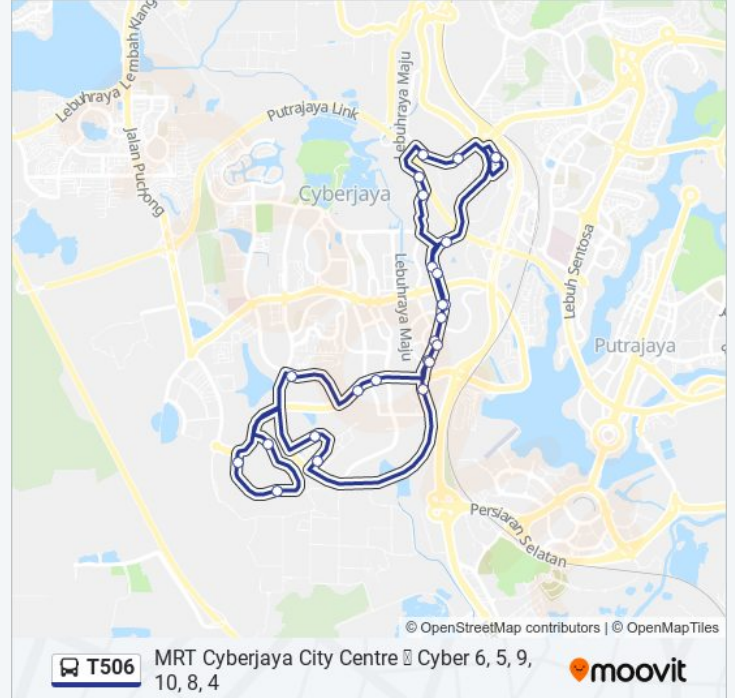 Lebuhraya Lembah Klang
Jalan Puchong
Putrajaya Link
ebuhraya Maju
Cyberjaya
Lebuhraya Maju
Lebuh Sentosa
Putrajaya
Persiaran Selatan
© OpenStreetMap contributors | © OpenMapTiles
T506
MRT Cyberjaya City Centre  Cyber 6, 5, 9,
10, 8, 4
moovit